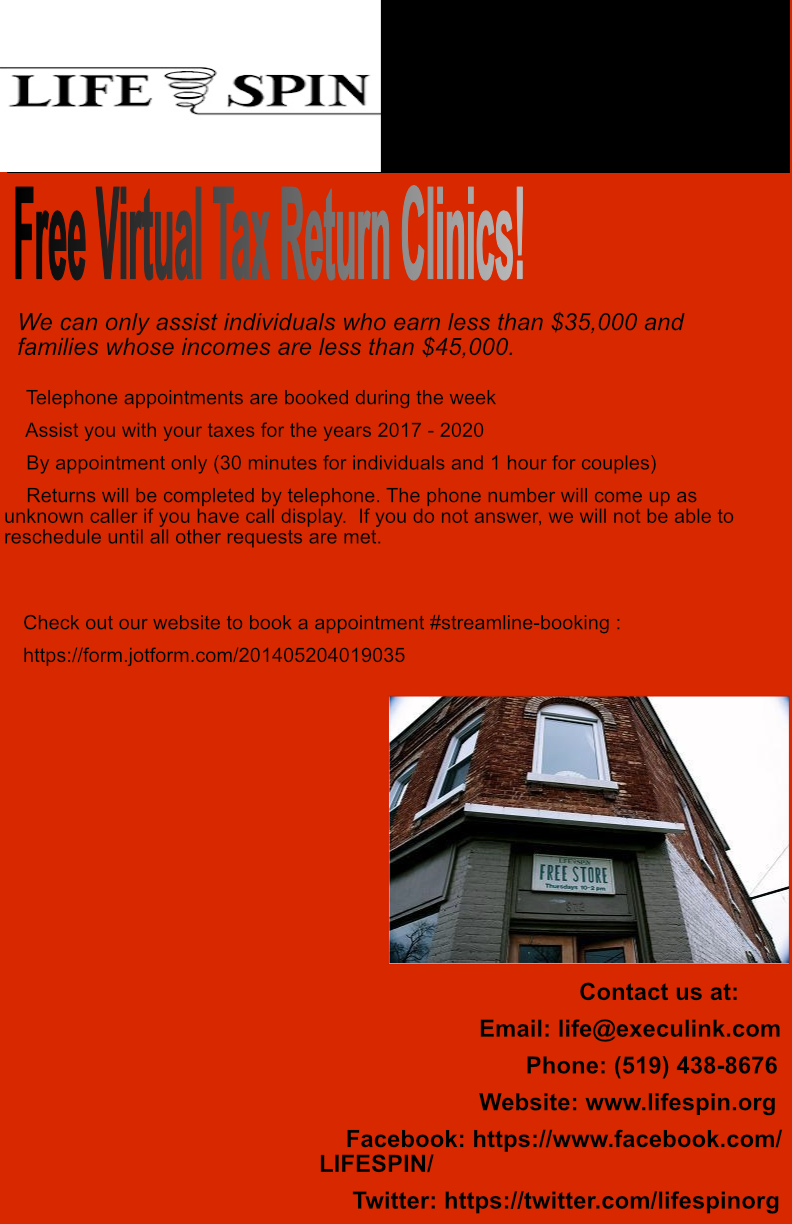 LIFE SPIN
Free Virtual Tax Return Clinics!
We can only assist individuals who earn less than $35,000 and
families whose incomes are less than $45,000.
Telephone appointments are booked during the week
Assist you with your taxes for the years 2017 - 2020
By appointment only (30 minutes for individuals and 1 hour for couples)
Returns will be completed by telephone. The phone number will come up as
unknown caller if you have call display.  If you do not answer, we will not be able to
reschedule until all other requests are met.
Check out our website to book a appointment #streamline-booking :
https://form.jotform.com/201405204019035
LIFE SPIN
FREE STORE
Thursdays 10-2 pm
Contact us at:
Email: life@execulink.com
Phone: (519) 438-8676
Website: www.lifespin.org
Facebook: https://www.facebook.com/
LIFESPIN/
Twitter: https://twitter.com/lifespinorg